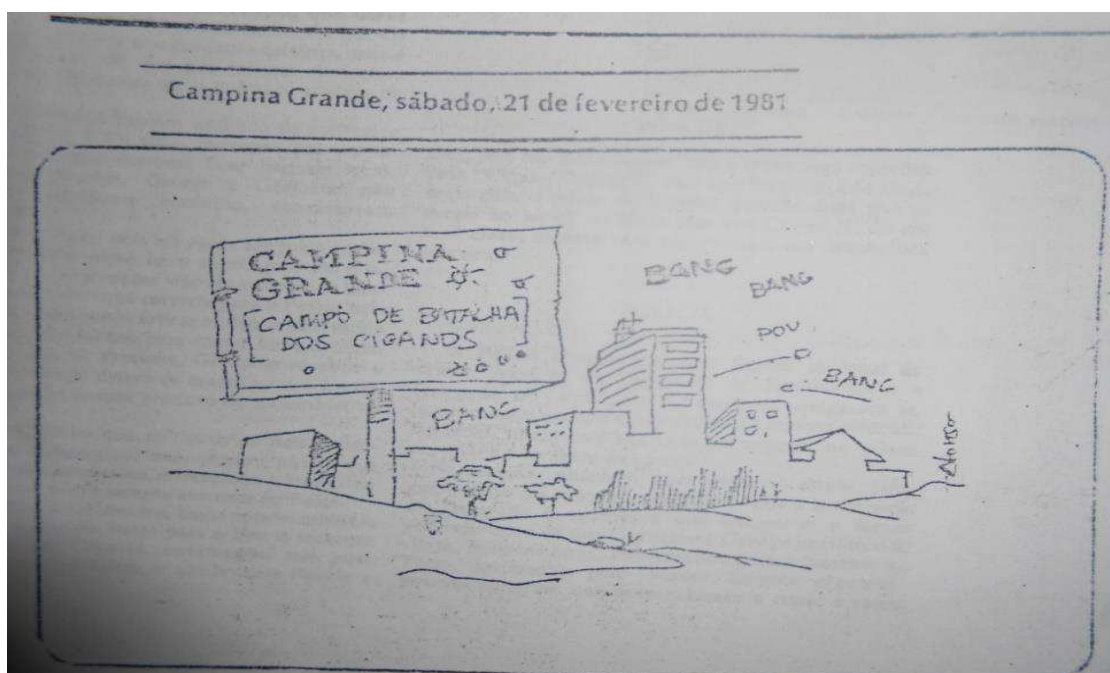 Campina Grande, sábado, 21 de fevereiro de 1981
CAMPINA
GRANDE
CAMPO DE BATALHA
DOS CIGANOS
BANG
BANG
POU
BANG
BANG